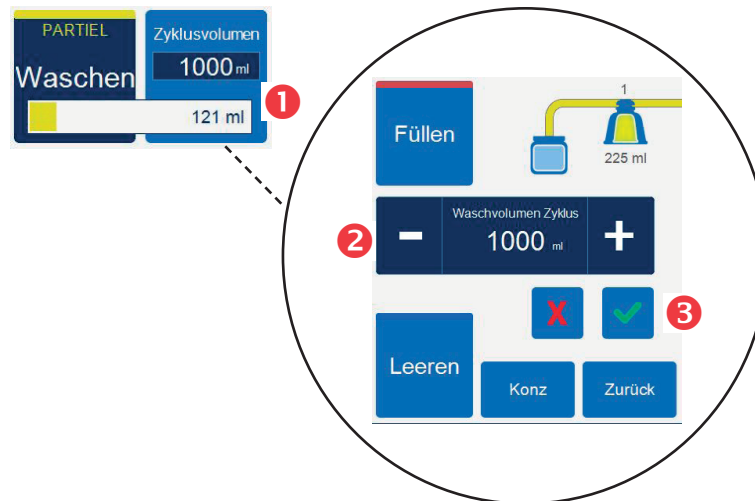 PARTIEL
Waschen
Zyklusvolumen
1000 ml
121 ml
1
Füllen
1
225 ml
2
-
Waschvolumen Zyklus
1000 ml
+
X
3
Leeren
Konz
Zurück